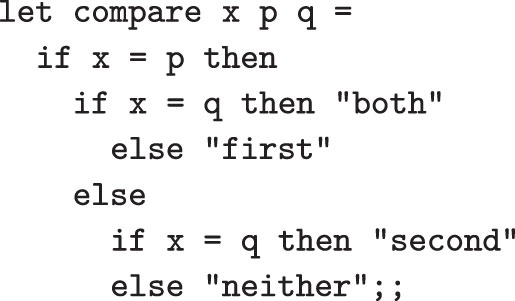 let compare x p q =
  if x = p then
    if x = q then "both"
      else "first"
    else
      if x = q then "second"
      else "neither";;